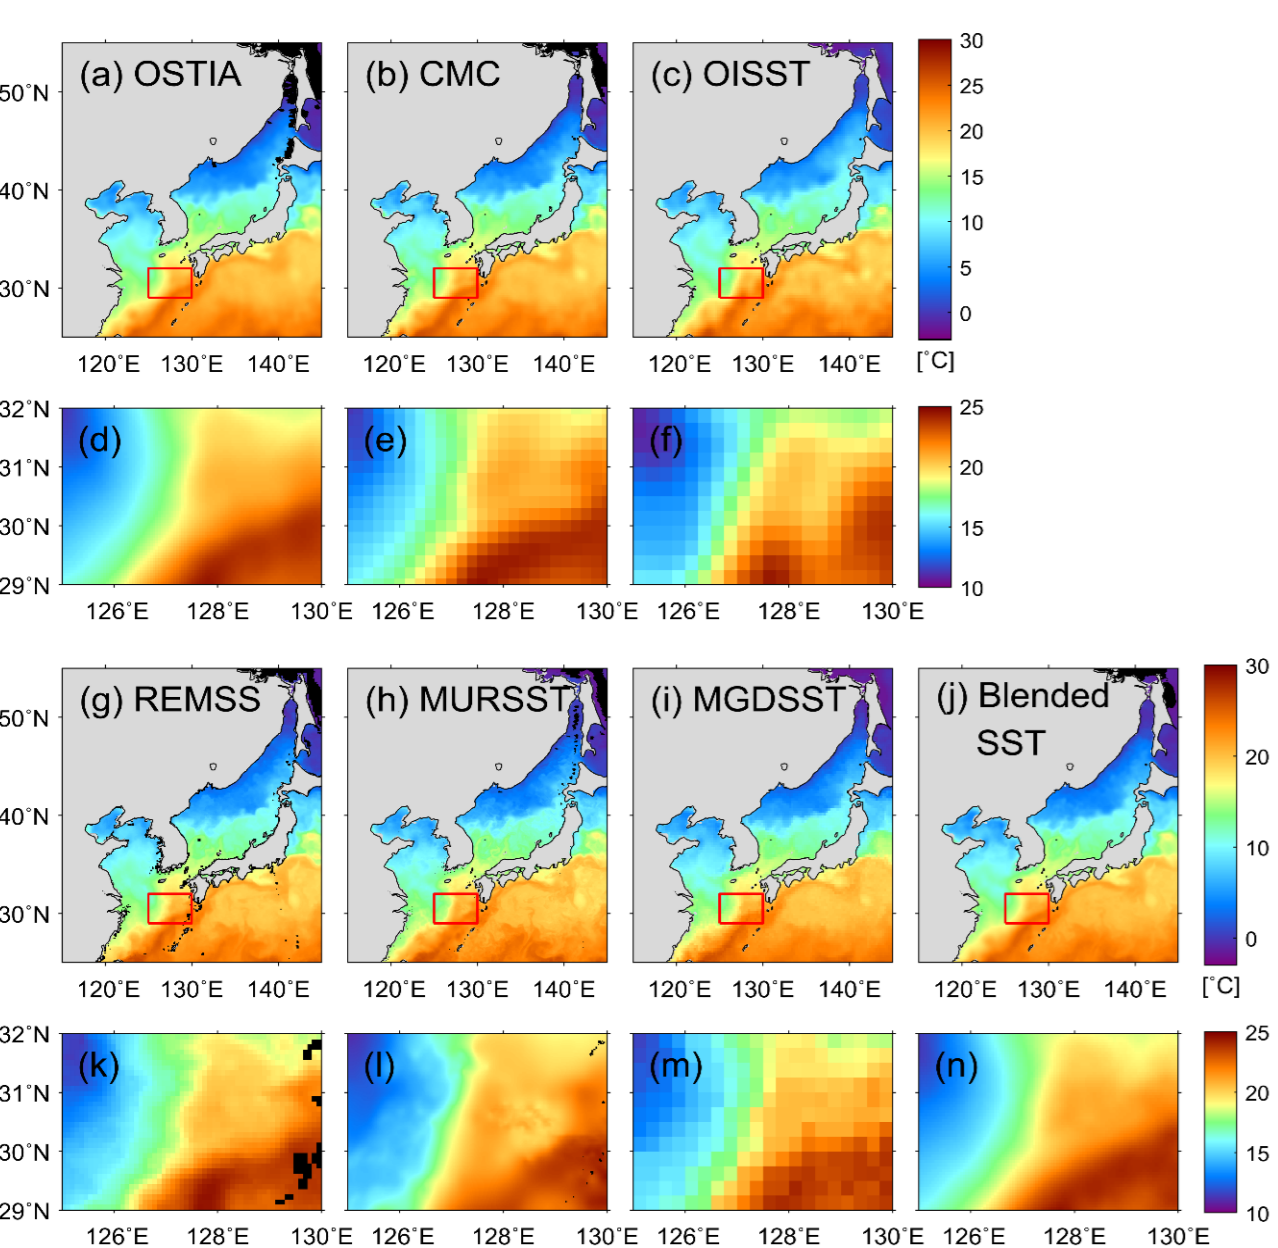 (a) OSTIA (b) CMC (c) OISST
30
25
20
15
10
5
0
[˚C]
50˚N
40˚N
30˚N
120˚E 130˚E 140˚E 120˚E 130˚E 140˚E 120˚E 130˚E 140˚E
(d) (e) (f)
32˚N
31˚N
30˚N
29˚N
25
20
15
10
126˚E 128˚E 130˚E 126˚E 128˚E 130˚E 126˚E 128˚E 130˚E
(g) REMSS (h) MURSST (i) MGDSST (j) Blended
SST
50˚N
40˚N
30˚N
30
20
10
0
[˚C]
120˚E 130˚E 140˚E 120˚E 130˚E 140˚E 120˚E 130˚E 140˚E 120˚E 130˚E 140˚E
(k) (l) (m) (n)
32˚N
31˚N
30˚N
29˚N
25
20
15
10
126˚E 128˚E 130˚E 126˚E 128˚E 130˚E 126˚E 128˚E 130˚E 126˚E 128˚E 130˚E